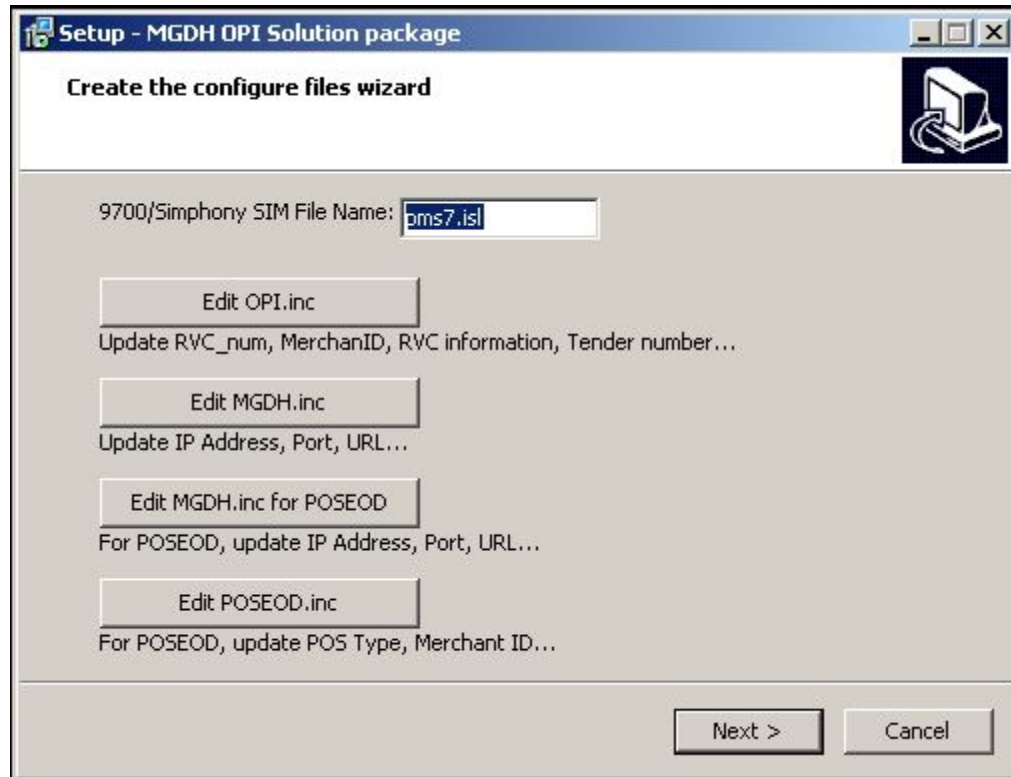 Setup - MGDH OPI Solution package
Create the configure files wizard
9700/Simphony SIM File Name: pms7.isl
Edit OPI.inc
Update RVC_num, MerchanID, RVC information, Tender number...
Edit MGDH.inc
Update IP Address, Port, URL...
Edit MGDH.inc for POSEOD
For POSEOD, update IP Address, Port, URL...
Edit POSEOD.inc
For POSEOD, update POS Type, Merchant ID...
Next > Cancel